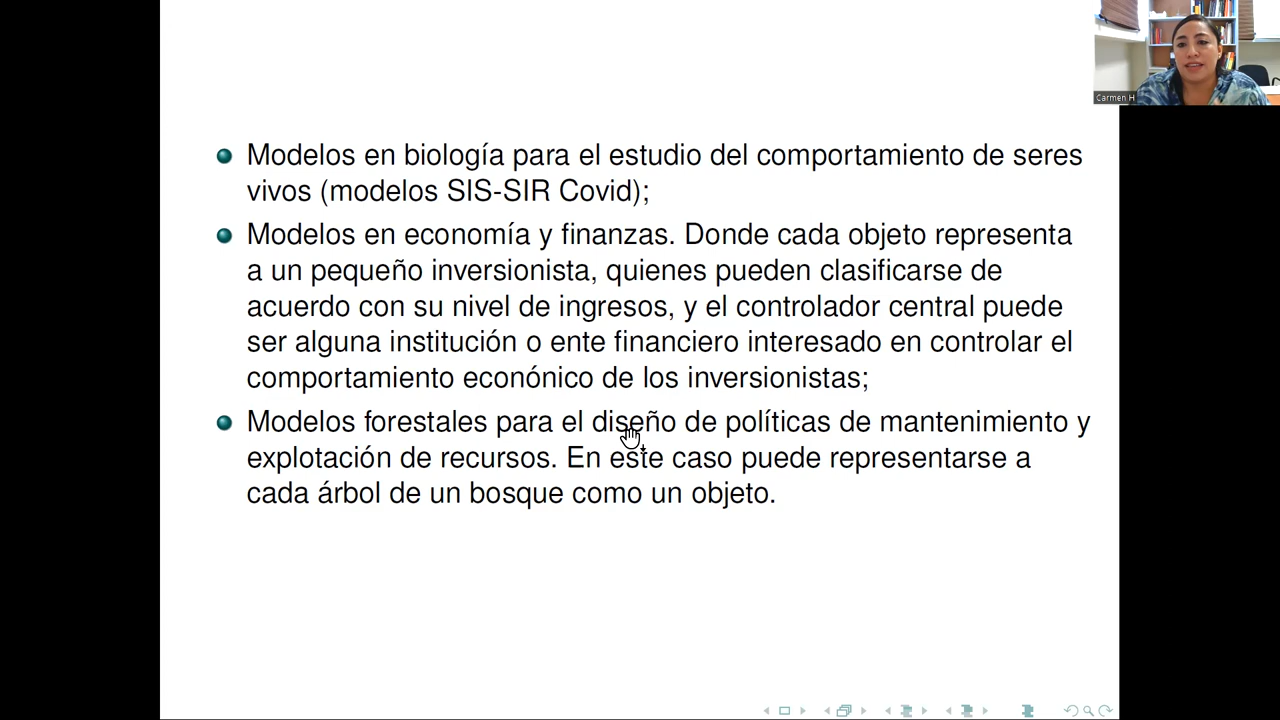 Carmen H
Modelos en biología para el estudio del comportamiento de seres
vivos (modelos SIS-SIR Covid);
Modelos en economía y finanzas. Donde cada objeto representa
a un pequeño inversionista, quienes pueden clasificarse de
acuerdo con su nivel de ingresos, y el controlador central puede
ser alguna institución o ente financiero interesado en controlar el
comportamiento econónico de los inversionistas;
Modelos forestales para el diseño de políticas de mantenimiento y
explotación de recursos. En este caso puede representarse a
cada árbol de un bosque como un objeto.